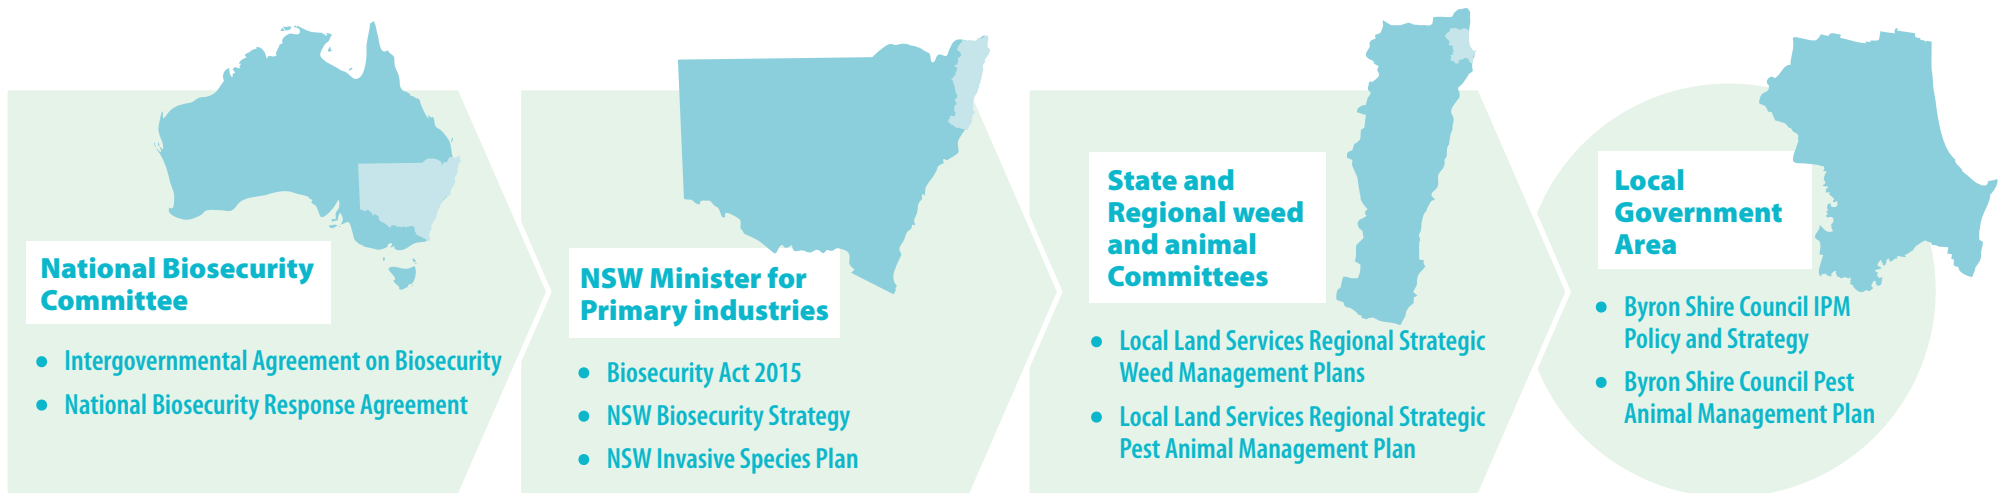 National Biosecurity
Committee
• Intergovernmental Agreement on Biosecurity
• National Biosecurity Response Agreement
NSW Minister for
Primary industries
• Biosecurity Act 2015
• NSW Biosecurity Strategy
• NSW Invasive Species Plan
State and
Regional weed
and animal
Committees
• Local Land Services Regional Strategic
Weed Management Plans
• Local Land Services Regional Strategic
Pest Animal Management Plan
Local
Government
Area
• Byron Shire Council IPM
Policy and Strategy
• Byron Shire Council Pest
Animal Management Plan